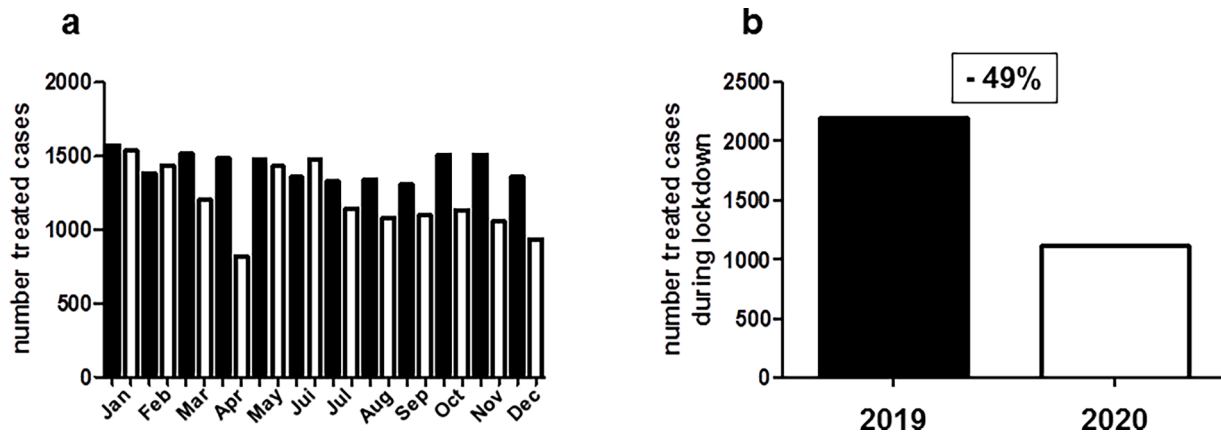 a
number treated cases
2000
1500
1000
500
0
Jan
Feb
Mar
Apr
May
Jui
Jul
Aug
Sep
Oct
Nov
Dec
b
- 49%
number treated cases
during lockdown
2500
2000
1500
1000
500
0
2019
2020